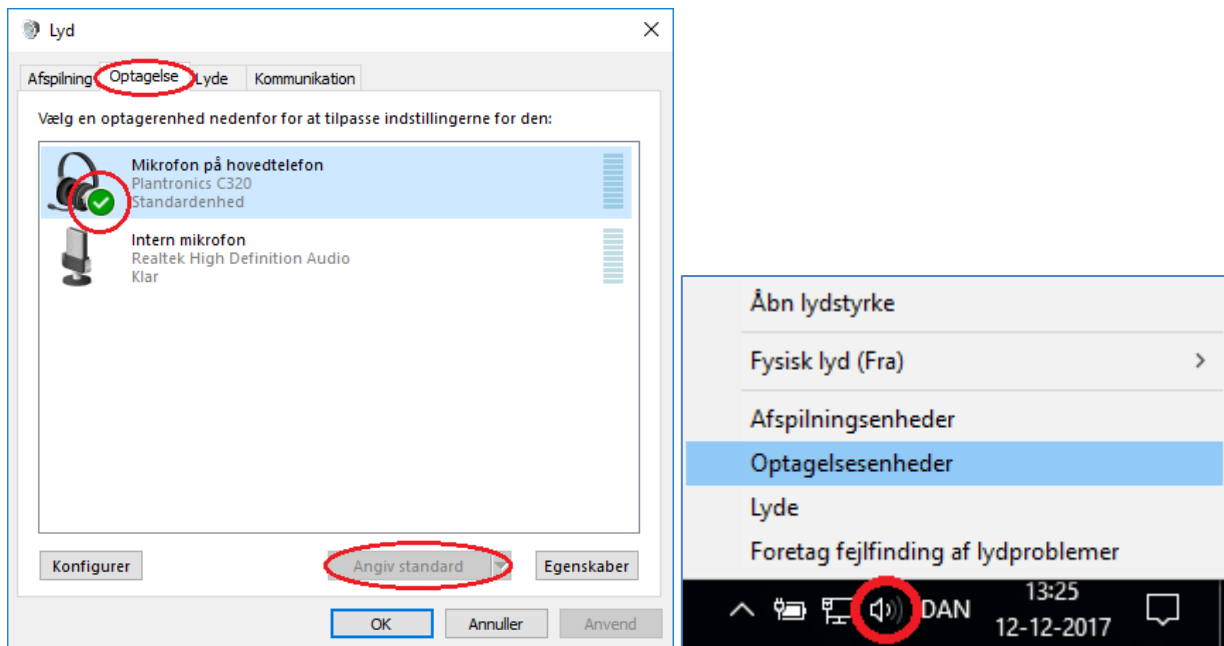 Lyd
Afspilning Optagelse Lyde Kommunikation
Vælg en optagerenhed nedenfor for at tilpasse indstillingerne for den:
Mikrofon på hovedtelefon
Plantronics C320
Standardenhed
Intern mikrofon
Realtek High Definition Audio
Klar
Konfigurer Angiv standard Egenskaber
OK Annuller Anvend
Åbn lydstyrke
Fysisk lyd (Fra)
Afspilningsenheder
Optagelsesenheder
Lyde
Foretag fejlfinding af lydproblemer
DAN
13:25
12-12-2017